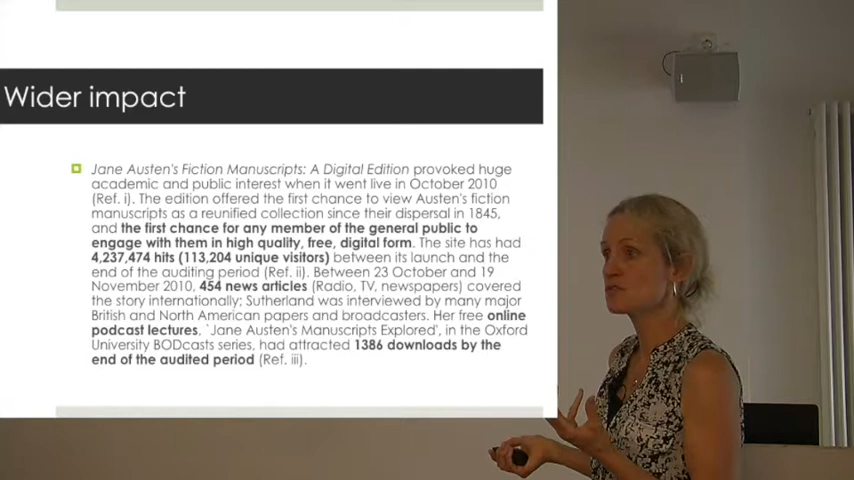 Wider impact
Jane Austen's Fiction Manuscripts: A Digital Edition provoked huge
academic and public interest when it went live in October 2010
(Ref. i). The edition offered the first chance to view Austen's fiction
manuscripts as a reunified collection since their dispersal in 1845,
and the first chance for any member of the general public to
engage with them in high quality, free, digital form. The site has had
4,237,474 hits (113,204 unique visitors) between its launch and the
end of the auditing period (Ref. ii). Between 23 October and 19
November 2010, 454 news articles (Radio, TV, newspapers) covered
the story internationally; Sutherland was interviewed by many major
British and North American papers and broadcasters. Her free online
podcast lectures, `Jane Austen's Manuscripts Explored', in the Oxford
University BODcasts series, had attracted 1386 downloads by the
end of the audited period (Ref. iii).